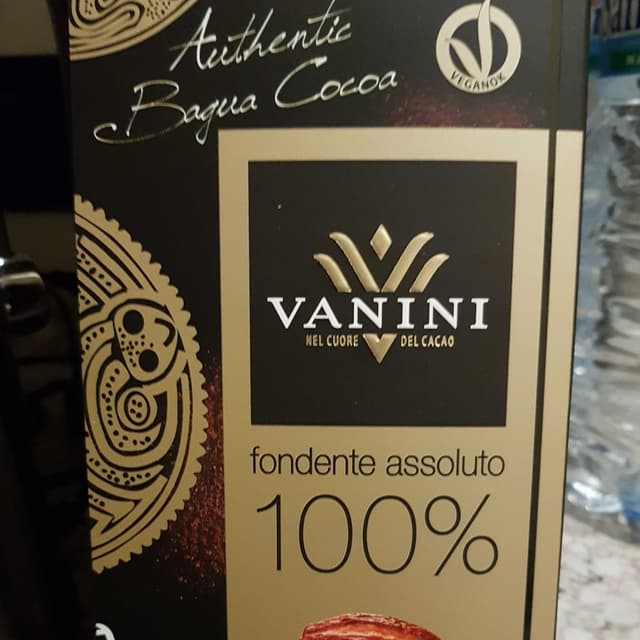 Authentic
Bagua Cocoa
VEGANOK
VANINI
NEL CUORE DEL CACAO
fondente assoluto
100%